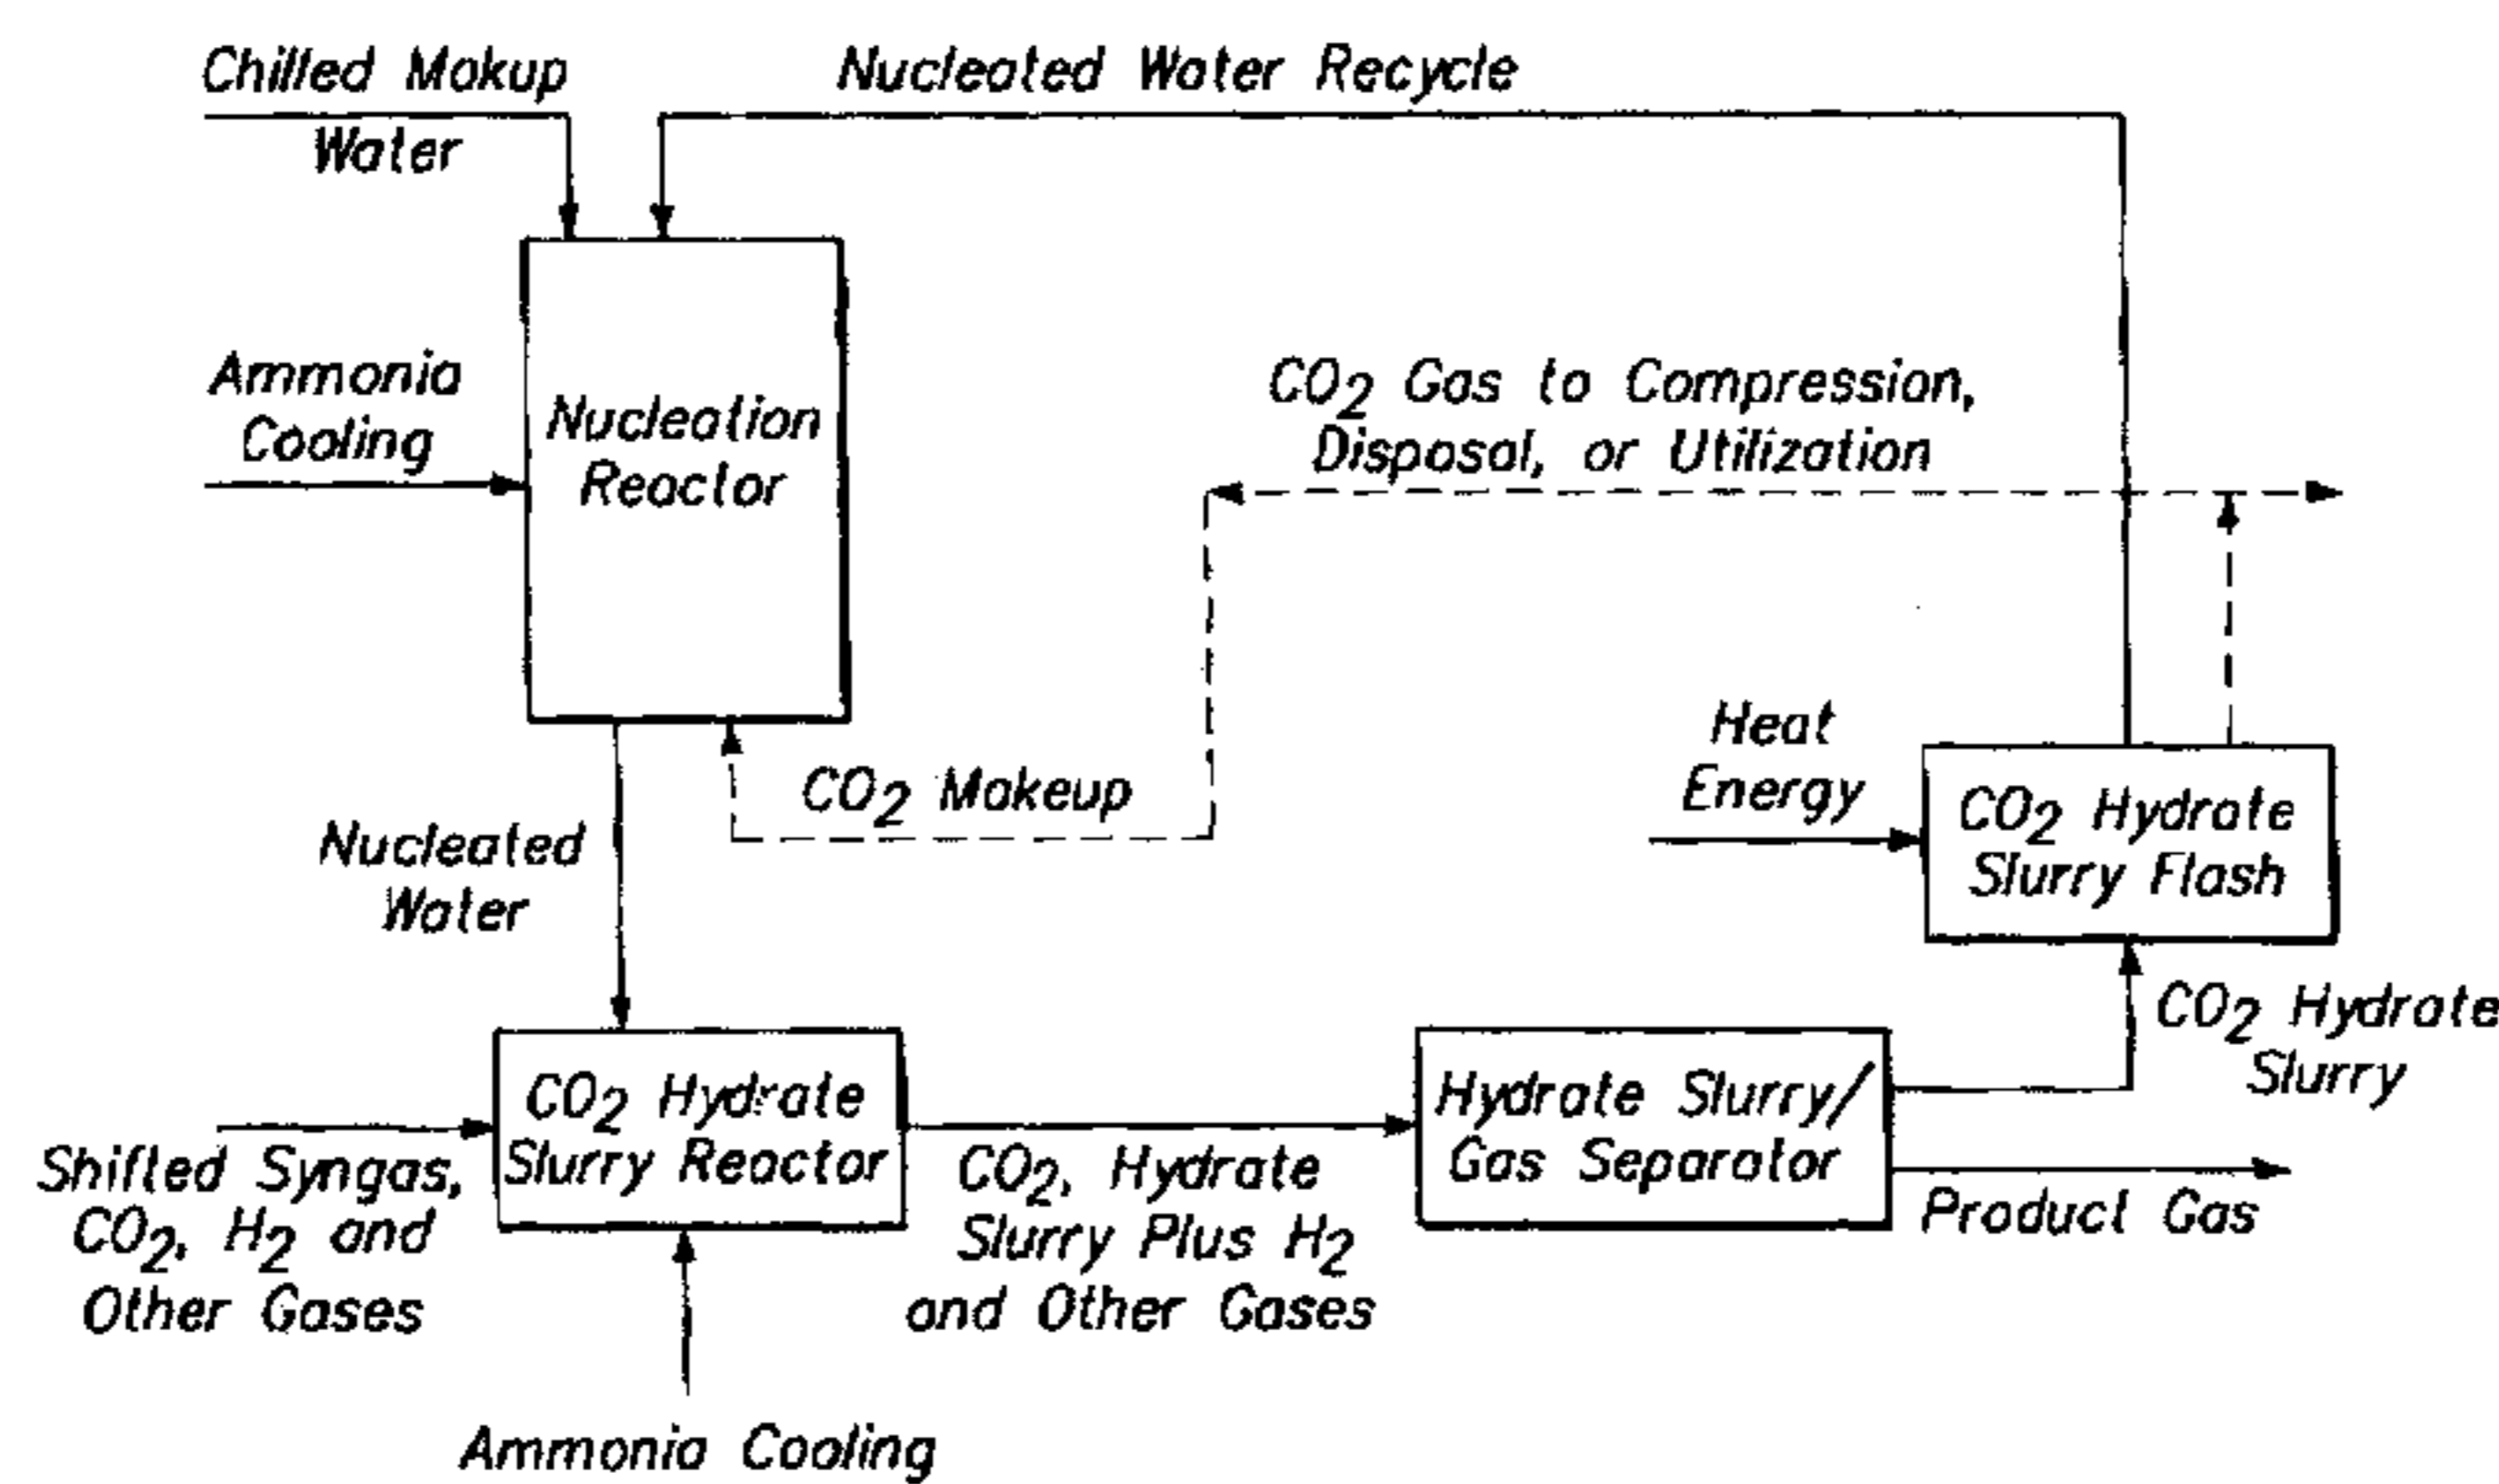 Chilled Makup
Water
Nucleated Water Recycle
Ammonia
Cooling
Nucleation
Reactor
CO2 Gas to Compression,
Disposal, or Utilization
CO2 Makeup
Nucleated
Water
Heat
Energy
CO2 Hydrate
Slurry Flash
CO2 Hydrate
Slurry
Shifted Syngas,
CO2, H2 and
Other Gases
CO2 Hydrate
Slurry Reactor
CO2, Hydrate
Slurry Plus H2
and Other Gases
Hydrate Slurry/
Gas Separator
Product Gas
Ammonia Cooling